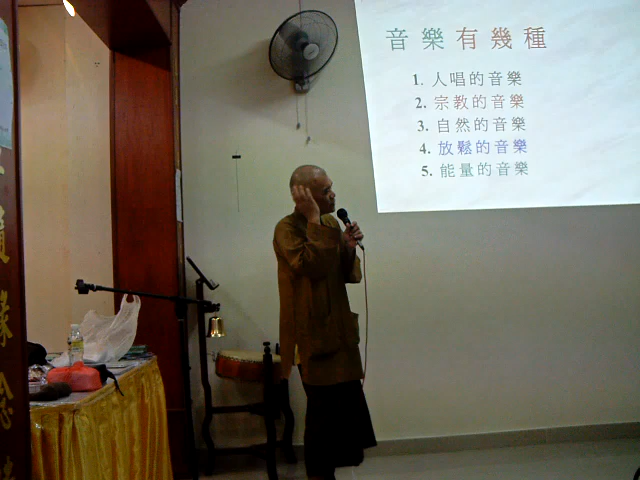 音樂有幾種
1. 人唱的音樂
2. 宗教的音樂
3. 自然的音樂
4. 放鬆的音樂
5. 能量的音樂